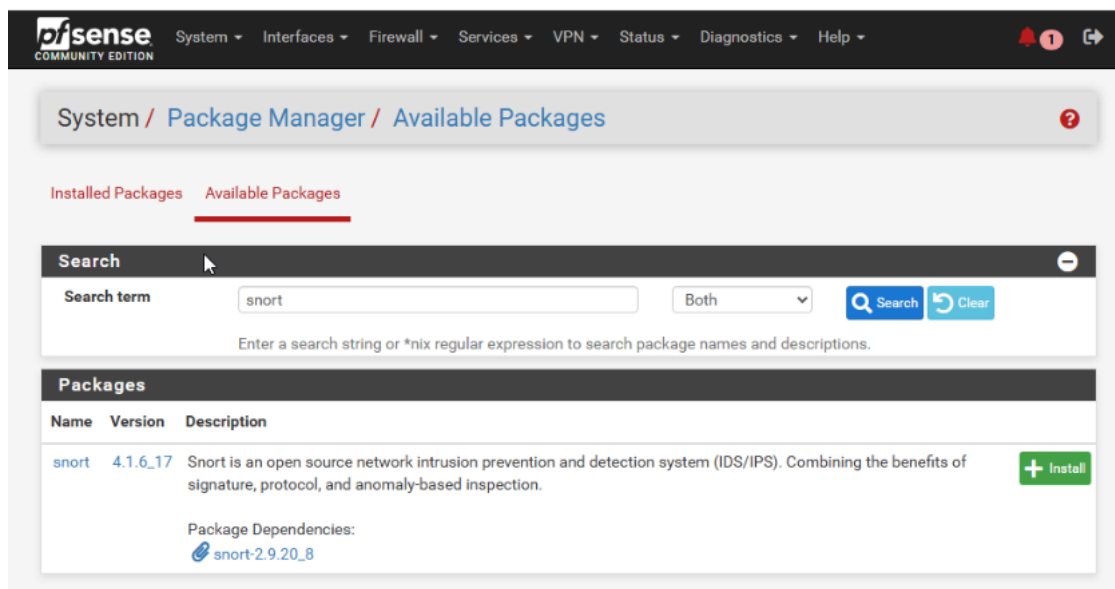 pfsense System Interfaces Firewall Services VPN Status Diagnostics Help 1
COMMUNITY EDITION
System / Package Manager / Available Packages
Installed Packages Available Packages
Search
Search term snort Both Search Clear
Enter a search string or *nix regular expression to search package names and descriptions.
Packages
Name Version Description
snort 4.1.6_17 Snort is an open source network intrusion prevention and detection system (IDS/IPS). Combining the benefits of
signature, protocol, and anomaly-based inspection.
Install
Package Dependencies:
snort-2.9.20_8